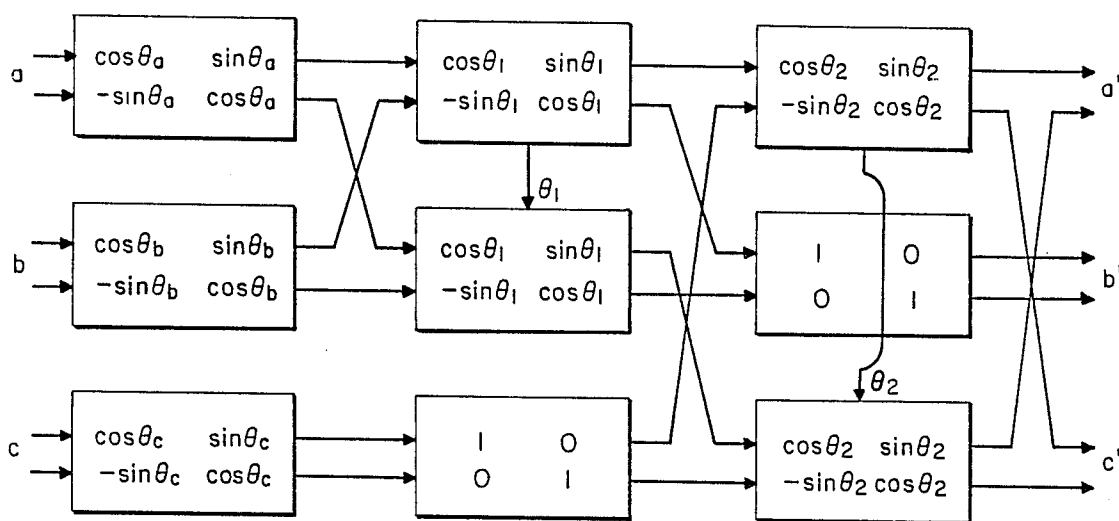 a
cosθa sinθa
-sinθa cosθa
cosθ1 sinθ1
-sinθ1 cosθ1
cosθ2 sinθ2
-sinθ2 cosθ2
a'
θ1
b
cosθb sinθb
-sinθb cosθb
cosθ1 sinθ1
-sinθ1 cosθ1
1 0
0 1
b'
θ2
c
cosθc sinθc
-sinθc cosθc
1 0
0 1
cosθ2 sinθ2
-sinθ2 cosθ2
c'